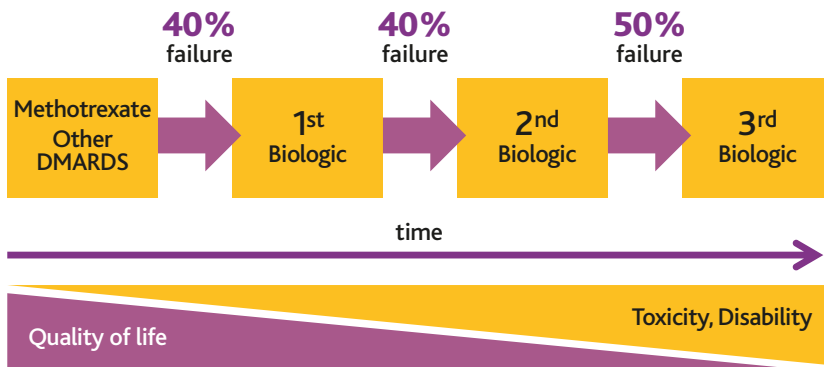 40%
failure
40%
failure
50%
failure
Methotrexate
Other
DMARDS
1st
Biologic
2nd
Biologic
3rd
Biologic
time
Quality of life
Toxicity, Disability